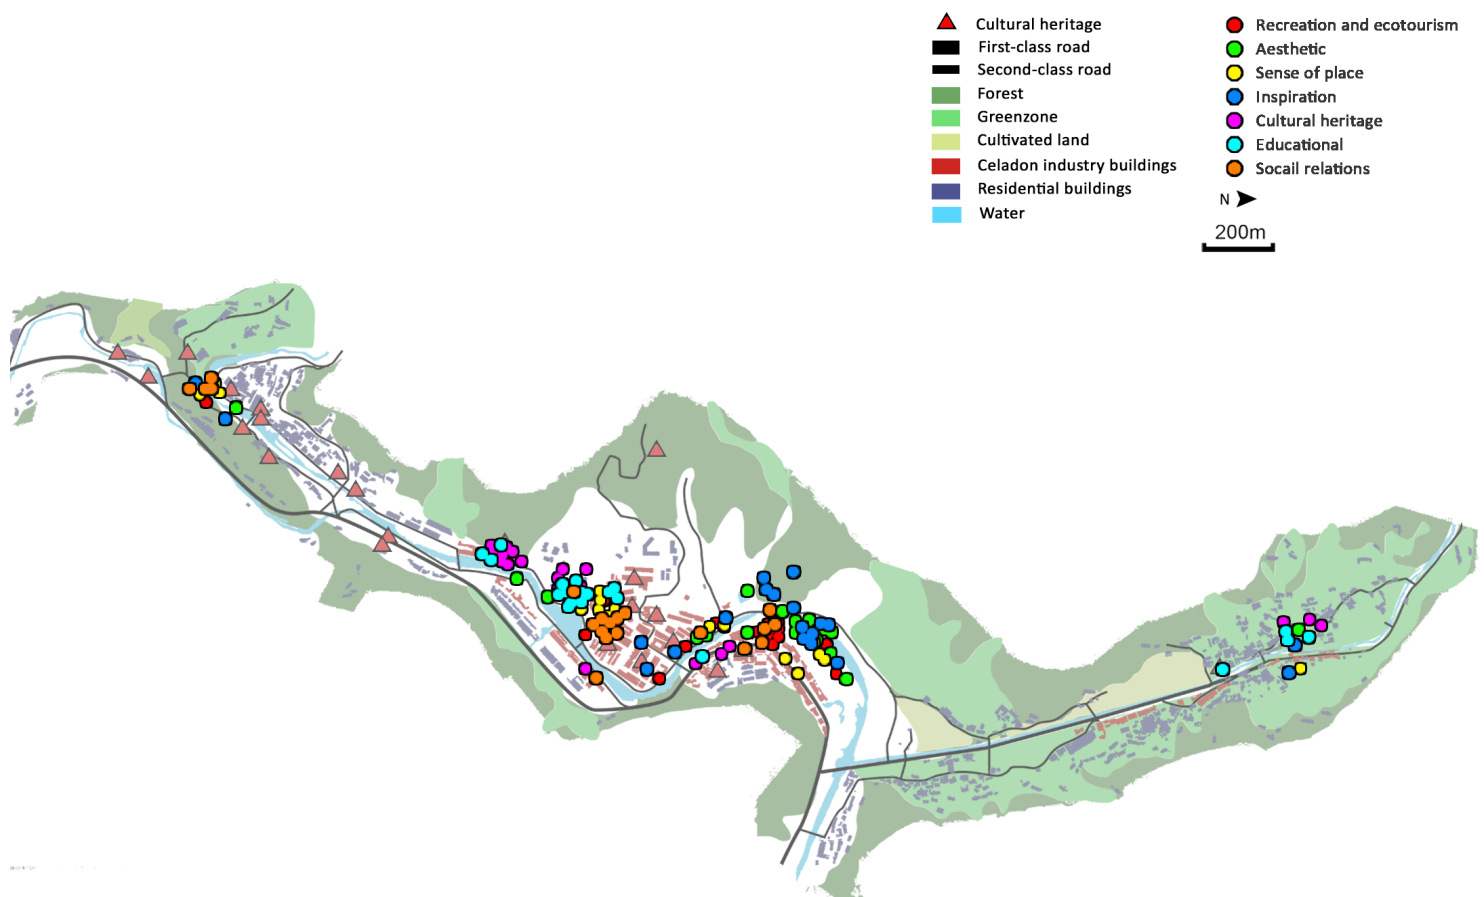 Cultural heritage
First-class road
Second-class road
Forest
Greenzone
Cultivated land
Celadon industry buildings
Residential buildings
Water
Recreation and ecotourism
Aesthetic
Sense of place
Inspiration
Cultural heritage
Educational
Socail relations
N
200m